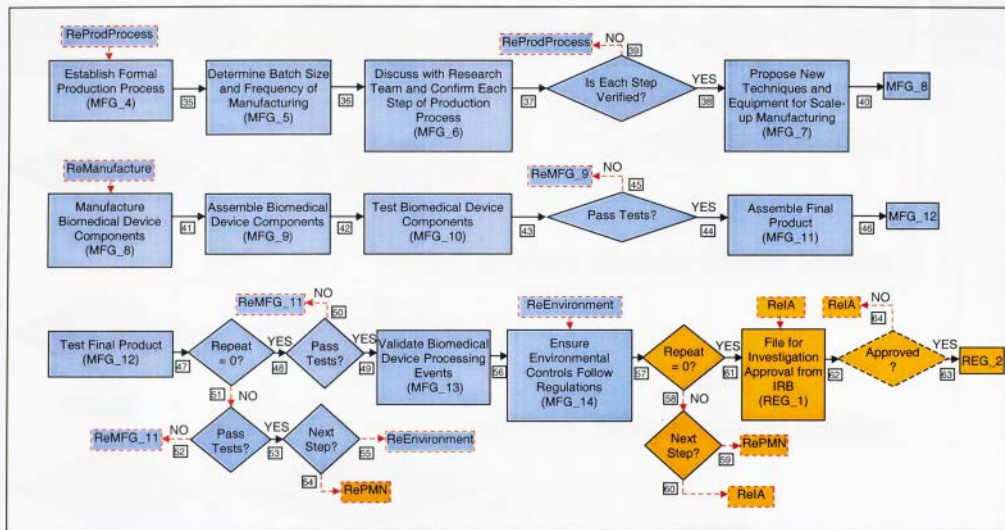 ReProdProcess
Establish Formal
Production Process
(MFG_4)
35
Determine Batch Size
and Frequency of
Manufacturing
(MFG_5)
36
Discuss with Research
Team and Confirm Each
Step of Production
Process
(MFG_6)
37
ReProdProcess
NO
39
Is Each Step
Verified?
YES
38
Propose New
Techniques and
Equipment for Scale-
up Manufacturing
(MFG_7)
40
MFG_8
ReManufacture
Manufacture
Biomedical Device
Components
(MFG_8)
41
Assemble Biomedical
Device Components
(MFG_9)
42
Test Biomedical Device
Components
(MFG_10)
43
ReMFG_9
NO
45
Pass Tests?
YES
44
Assemble Final
Product
(MFG_11)
46
MFG_12
Test Final Product
(MFG_12)
47
Repeat
= 0?
YES
48
ReMFG_11
NO
50
Pass
Tests?
YES
49
Validate Biomedical
Device Processing
Events
(MFG_13)
56
ReEnvironment
Ensure
Environmental
Controls Follow
Regulations
(MFG_14)
57
Repeat
= 0?
YES
61
ReIA
File for
Investigation
Approval from
IRB
(REG_1)
62
ReIA
NO
64
Approved
?
YES
63
REG_2
51
NO
ReMFG_11
NO
52
Pass
Tests?
YES
53
Next
Step?
55
ReEnvironment
54
RePMN
58
NO
Next
Step?
59
RePMN
60
ReIA